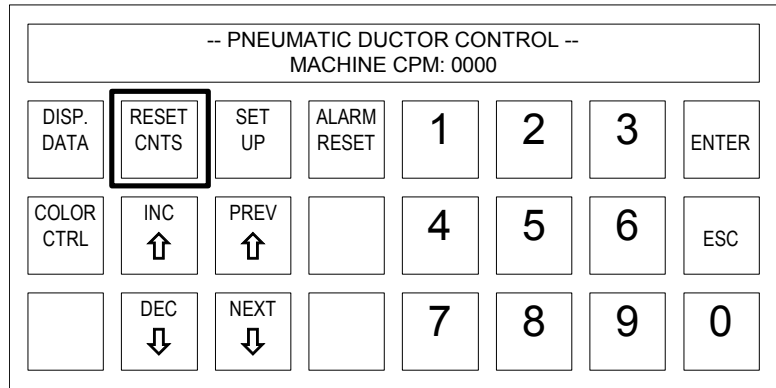 -- PNEUMATIC DUCTOR CONTROL --
MACHINE CPM: 0000
DISP.
DATA
RESET
CNTS
SET
UP
ALARM
RESET
1
2
3
ENTER
COLOR
CTRL
INC
PREV
4
5
6
ESC
DEC
NEXT
7
8
9
0